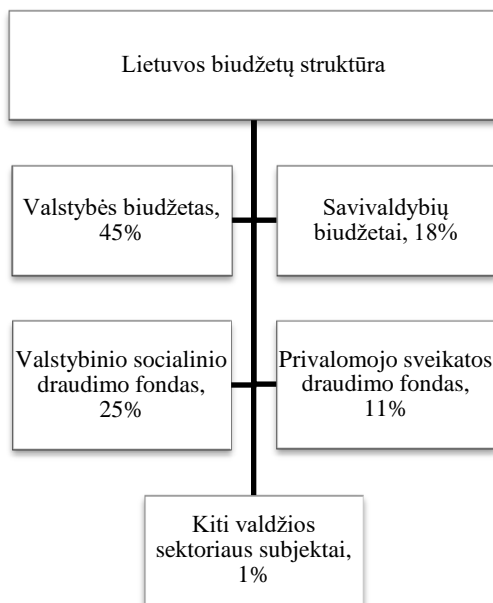 Lietuvos biudžetų struktūra
Valstybės biudžetas,
45%
Savivaldybių
biudžetai, 18%
Valstybinio socialinio
draudimo fondas,
25%
Privalomojo sveikatos
draudimo fondas,
11%
Kiti valdžios
sektoriaus subjektai,
1%